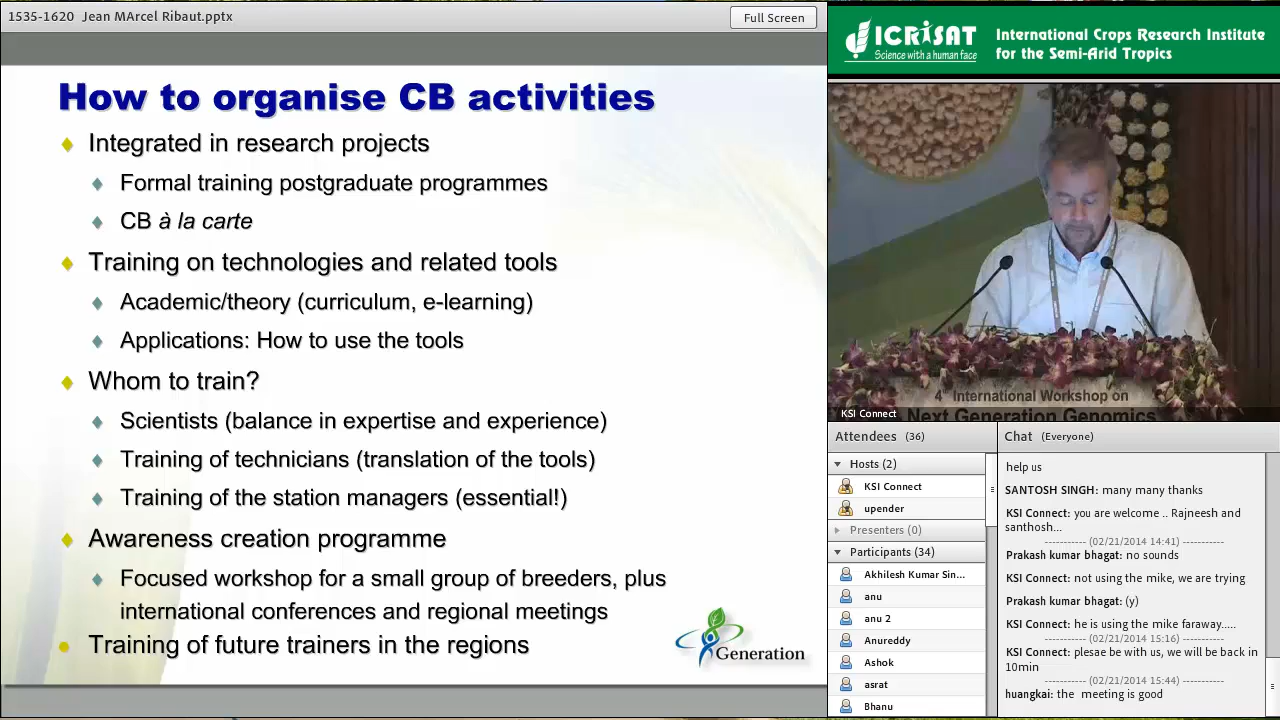 1535-1620 Jean MArcel Ribaut.pptx
Full Screen
How to organise CB activities
Integrated in research projects
Formal training postgraduate programmes
CB à la carte
Training on technologies and related tools
Academic/theory (curriculum, e-learning)
Applications: How to use the tools
Whom to train?
Scientists (balance in expertise and experience)
Training of technicians (translation of the tools)
Training of the station managers (essential!)
Awareness creation programme
Focused workshop for a small group of breeders, plus
international conferences and regional meetings
Training of future trainers in the regions
Generation
ICRISAT
Science with a human face
International Crops Research Institute
for the Semi-Arid Tropics
4th International Workshop on
Next Generation Genomics
KSI Connect
Attendees (36)
Hosts (2)
KSI Connect
upender
Presenters (0)
Participants (34)
Akhilesh Kumar Sin...
anu
anu 2
Anureddy
Ashok
asrat
Bhanu
Chat (Everyone)
help us
SANTOSH SINGH: many many thanks
KSI Connect: you are welcome .. Rajneesh and
santhosh...
----------- (02/21/2014 14:41) -----------
Prakash kumar bhagat: no sounds
KSI Connect: not using the mike, we are trying
Prakash kumar bhagat: (y)
KSI Connect: he is using the mike faraway.....
----------- (02/21/2014 15:16) -----------
KSI Connect: plesae be with us, we will be back in
10min
----------- (02/21/2014 15:44) -----------
huangkai: the meeting is good